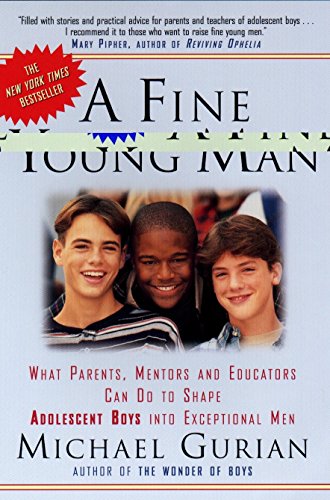 "Filled with stories and practical advice for parents and teachers of adolescent boys . . .
I recommend it to those who want to raise fine young men."
MARY PIPHER, AUTHOR OF REVIVING OPHELIA
THE
NEW YORK TIMES
BESTSELLER
A FINE
YOUNG MAN
WHAT PARENTS, MENTORS AND EDUCATORS
CAN DO TO SHAPE
ADOLESCENT BOYS INTO EXCEPTIONAL MEN
MICHAEL GURIAN
AUTHOR OF THE WONDER OF BOYS